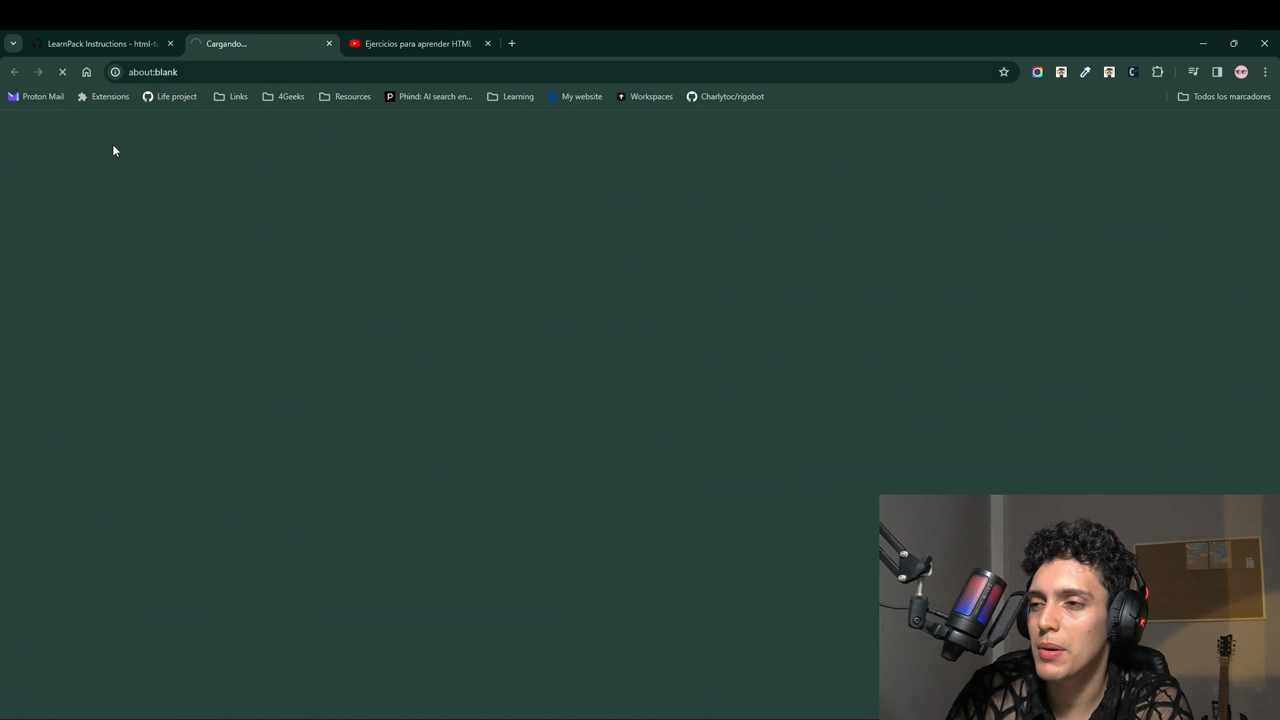 LearnPack Instructions - html-tu
Cargando...
Ejercicios para aprender HTML
about:blank
Proton Mail
Extensions
Life project
Links
4Geeks
Resources
Phind: AI search en...
Learning
My website
Workspaces
Charlytoc/rigobot
Todos los marcadores